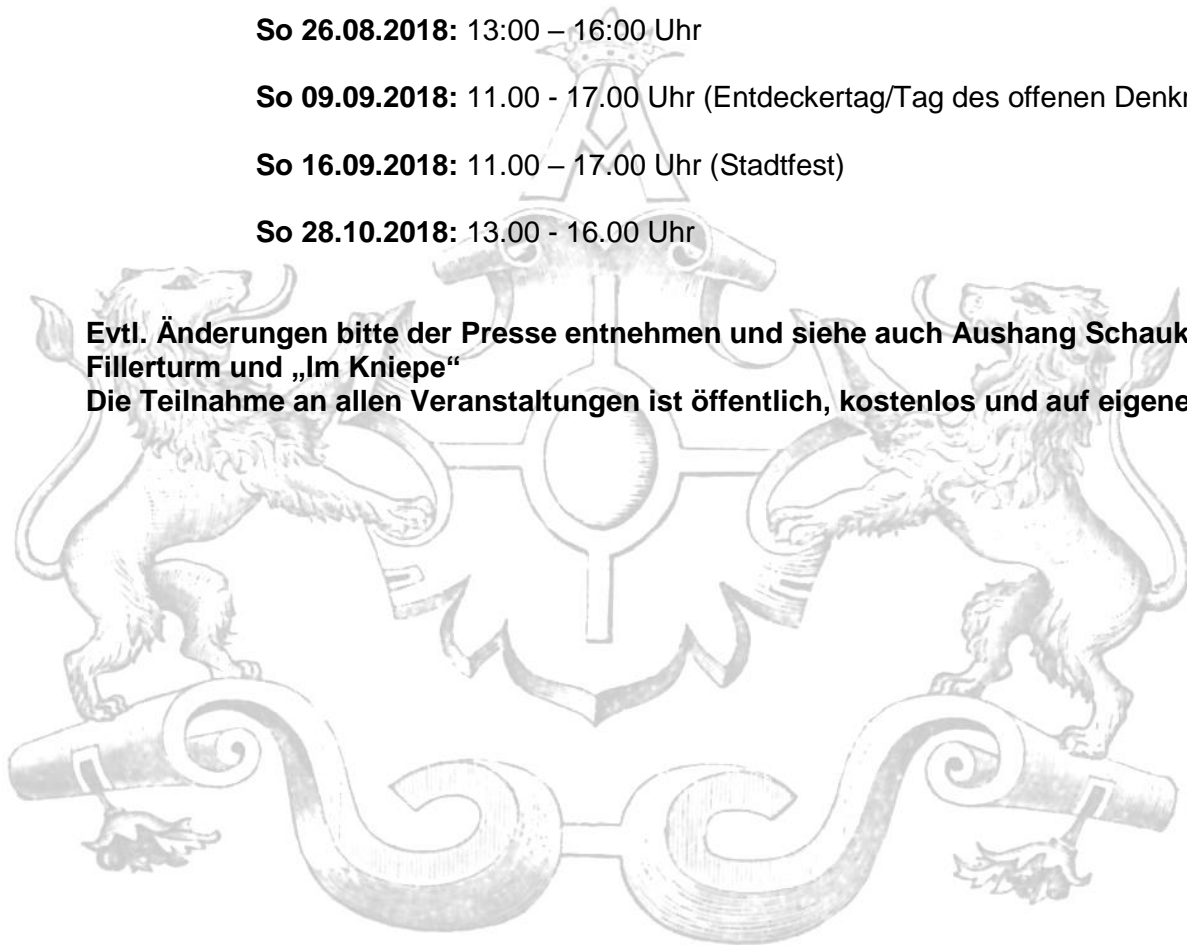 So 26.08.2018: 13:00 – 16:00 Uhr
So 09.09.2018: 11.00 - 17.00 Uhr (Entdeckertag/Tag des offenen
So 16.09.2018: 11.00 – 17.00 Uhr (Stadtfest)
So 28.10.2018: 13.00 - 16.00 Uhr
Evtl. Änderungen bitte der Presse entnehmen und siehe auch Aushang
Fillerturm und „Im Kniepe“
Die Teilnahme an allen Veranstaltungen ist öffentlich, kostenlos und auf eigene